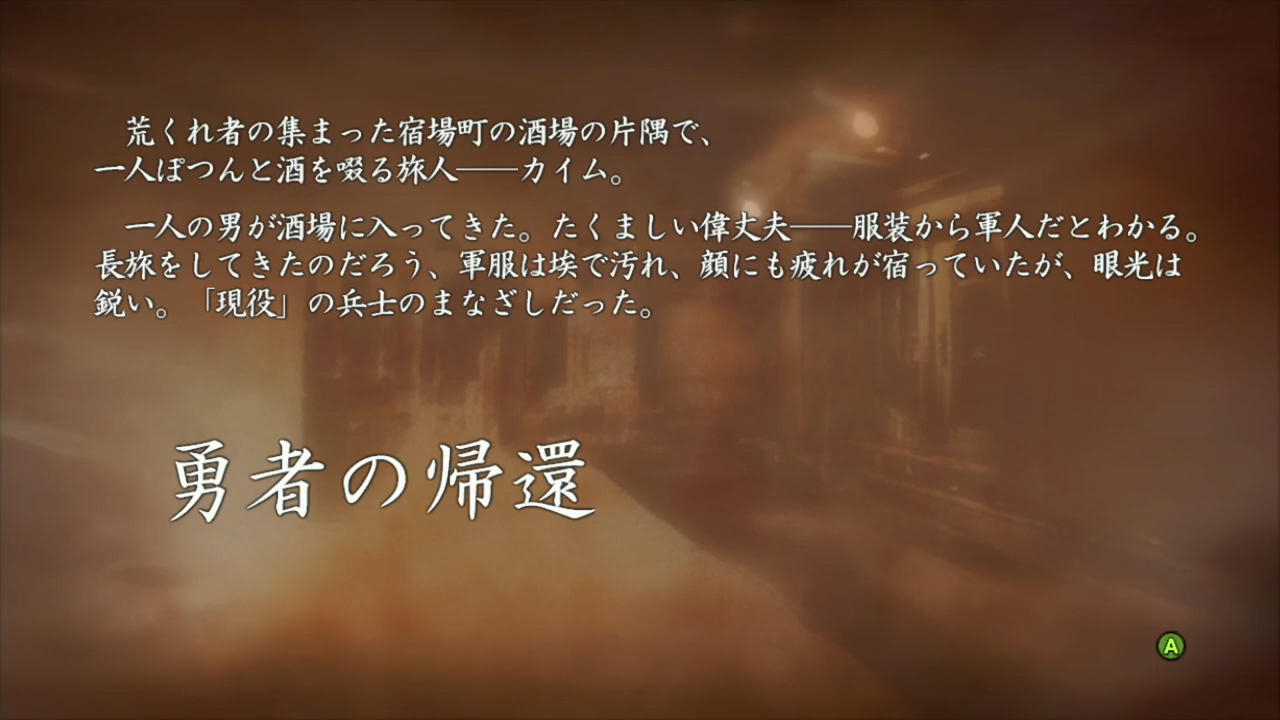 荒くれ者の集まった宿場町の酒場の片隅で、
一人ぽつんと酒を啜る旅人――カイム。
　一人の男が酒場に入ってきた。たくましい偉丈夫――服装から軍人だとわかる。
長旅をしてきたのだろう、軍服は埃で汚れ、顔にも疲れが宿っていたが、眼光は
鋭い。「現役」の兵士のまなざしだった。
勇者の帰還
A